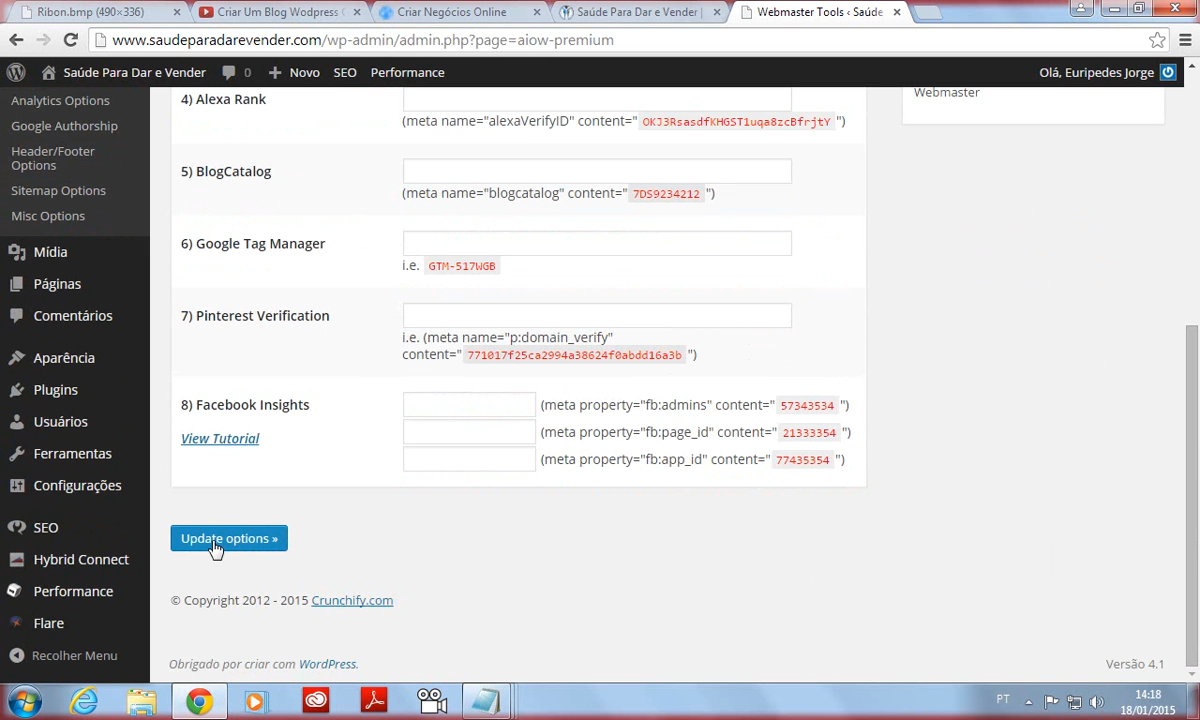 Ribon.bmp (490×336)
Criar Um Blog Wodpress
Criar Negócios Online
Saúde Para Dar e Vender |
Webmaster Tools ‹ Saúde
www.saudeparadarevender.com/wp-admin/admin.php?page=aiow-premium
Saúde Para Dar e Vender
0
Novo
SEO
Performance
Olá, Euripedes Jorge
Analytics Options
Google Authorship
Header/Footer
Options
Sitemap Options
Misc Options
Mídia
Páginas
Comentários
Aparência
Plugins
Usuários
Ferramentas
Configurações
SEO
Hybrid Connect
Performance
Flare
Recolher Menu
4) Alexa Rank
(meta name="alexaVerifyID" content=" OKJ3RsasdfKHGST1uqa8zcBfrjtY ")
5) BlogCatalog
(meta name="blogcatalog" content=" 7DS9234212 ")
6) Google Tag Manager
i.e. GTM-517WGB
7) Pinterest Verification
i.e. (meta name="p:domain_verify"
content=" 771017f25ca2994a38624f0abdd16a3b ")
8) Facebook Insights
View Tutorial
(meta property="fb:admins" content=" 57343534 ")
(meta property="fb:page_id" content=" 21333354 ")
(meta property="fb:app_id" content=" 77435354 ")
Update options »
© Copyright 2012 - 2015 Crunchify.com
Obrigado por criar com WordPress.
Versão 4.1
Webmaster
PT
14:18
18/01/2015